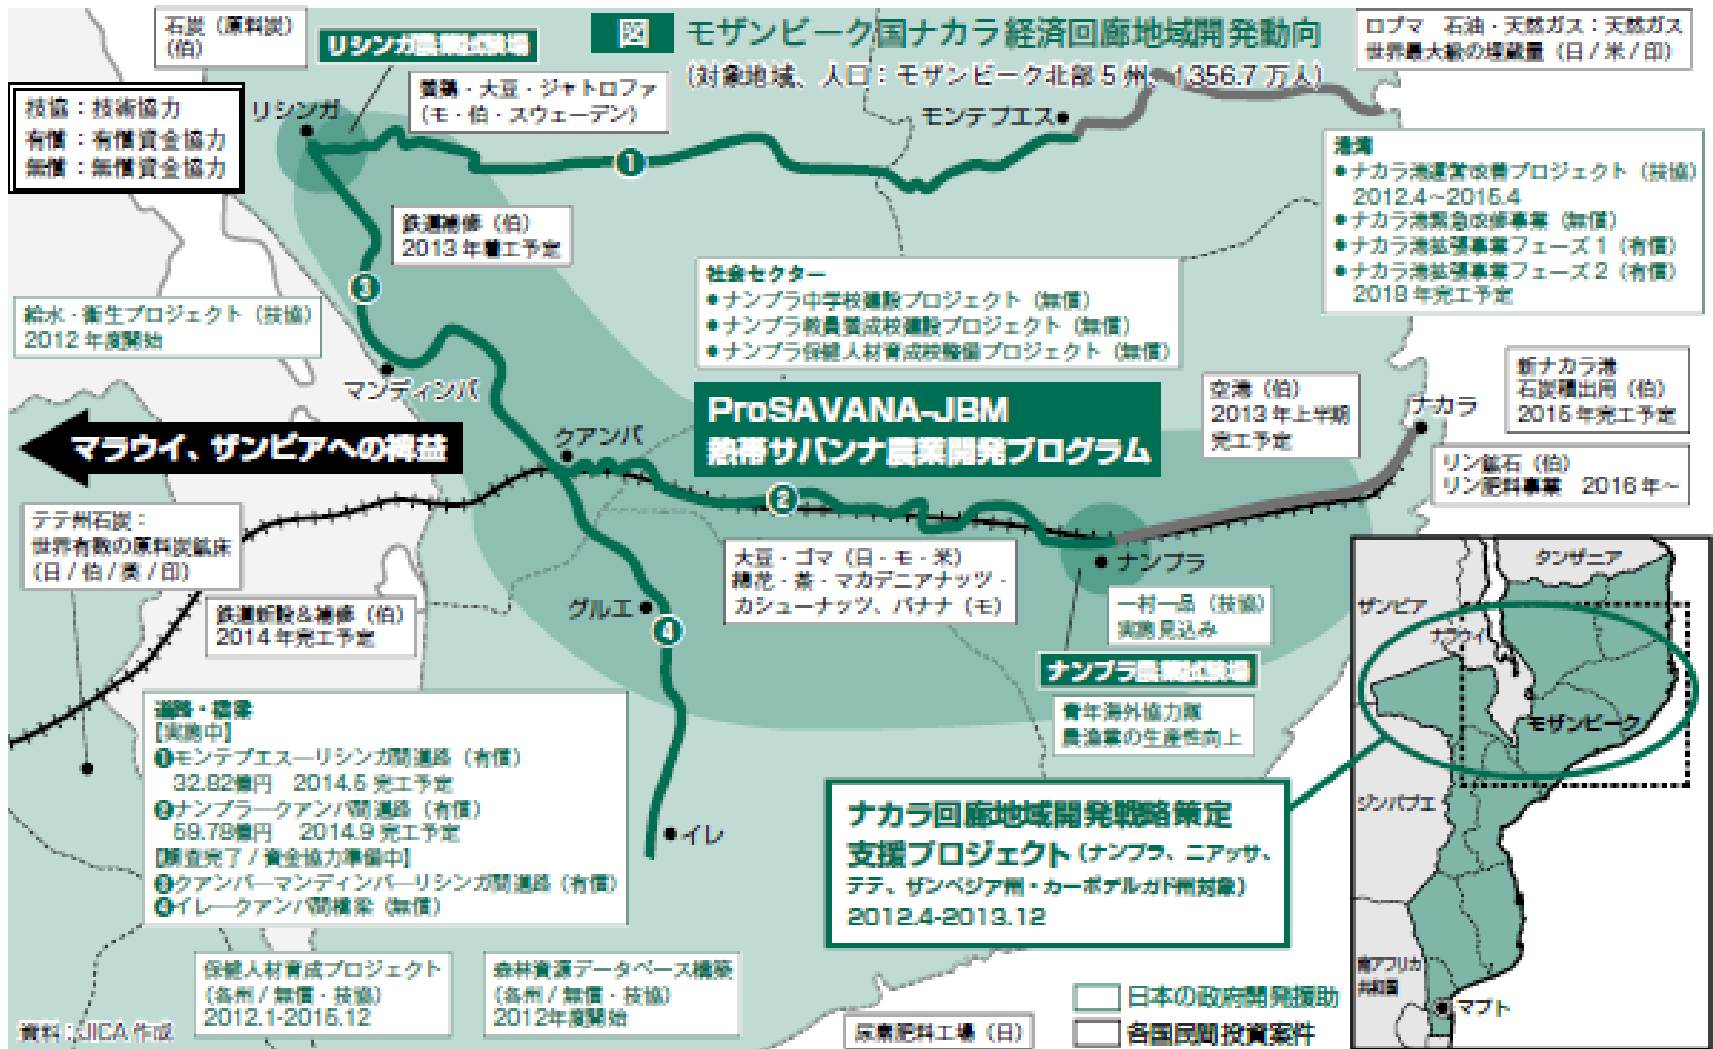 図 モザンビーク国ナカラ経済回廊地域開発動向
(対象地域、人口：モザンビーク北部5州、1356.7万人)
石炭（原料炭）
（伯）
リシンガ農業試験場
ロブマ 石油・天然ガス：天然ガス
世界最大級の埋蔵量（日/米/印）
技協：技術協力
有償：有償資金協力
無償：無償資金協力
リシンガ
養鶏・大豆・ジャトロファ
（モ・伯・スウェーデン）
モンテプエス
❶
港湾
●ナカラ港運営改善プロジェクト（技協）
2012.4～2015.4
●ナカラ港緊急改修事業（無償）
●ナカラ港拡張事業フェーズ1（有償）
●ナカラ港拡張事業フェーズ2（有償）
2018年完工予定
鉄道補修（伯）
2013年着工予定
❸
社会セクター
●ナンプラ中学校建設プロジェクト（無償）
●ナンプラ教員養成校建設プロジェクト（無償）
●ナンプラ保健人材育成校整備プロジェクト（無償）
給水・衛生プロジェクト（技協）
2012年度開始
マンディンバ
ProSAVANA-JBM
熱帯サバンナ農業開発プログラム
空港（伯）
2013年上半期
完工予定
新ナカラ港
石炭積出用（伯）
2015年完工予定
ナカラ
マラウイ、ザンビアへの裨益
クアンバ
❷
リン鉱石（伯）
リン肥料事業 2016年～
テテ州石炭：
世界有数の原料炭鉱床
（日/伯/英/印）
大豆・ゴマ（日・モ・米）
綿花・茶・マカデニアナッツ・
カシューナッツ、バナナ（モ）
ナンプラ
鉄道新設&補修（伯）
2014年完工予定
グルエ
❹
一村一品（技協）
実施見込み
ナンプラ農業試験場
青年海外協力隊
農漁業の生産性向上
道路・橋梁
【実施中】
❶モンテプエス―リシンガ間道路（有償）
32.82億円 2014.5完工予定
❷ナンプラ―クアンバ間道路（有償）
59.78億円 2014.9完工予定
【審査完了/資金協力準備中】
❸クアンバ―マンディンバ―リシンガ間道路（有償）
❹イレ―クアンバ間橋梁（無償）
イレ
ナカラ回廊地域開発戦略策定
支援プロジェクト（ナンプラ、ニアッサ、
テテ、ザンベジア州・カーボデルガド州対象）
2012.4-2013.12
タンザニア
ザンビア
モザンビーク
ジンバブエ
南アフリカ
共和国
マプト
保健人材育成プロジェクト
（各州/無償・技協）
2012.1-2015.12
森林資源データベース構築
（各州/無償・技協）
2012年度開始
尿素肥料工場（日）
日本の政府開発援助
各国民間投資案件
資料：JICA作成